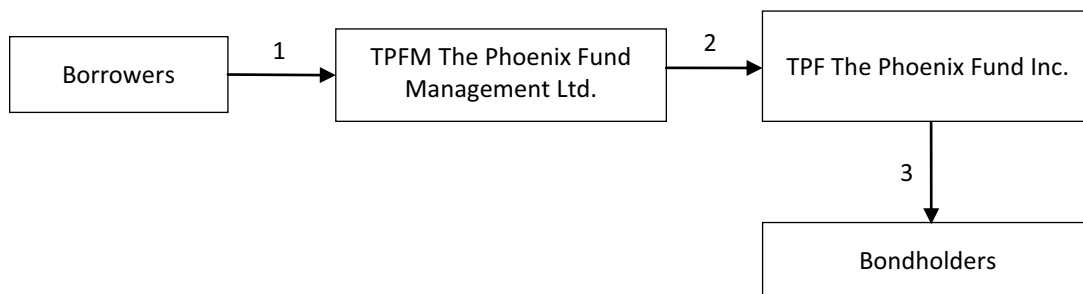 Borrowers
1
TPFM The Phoenix Fund
Management Ltd.
2
TPF The Phoenix Fund Inc.
3
Bondholders